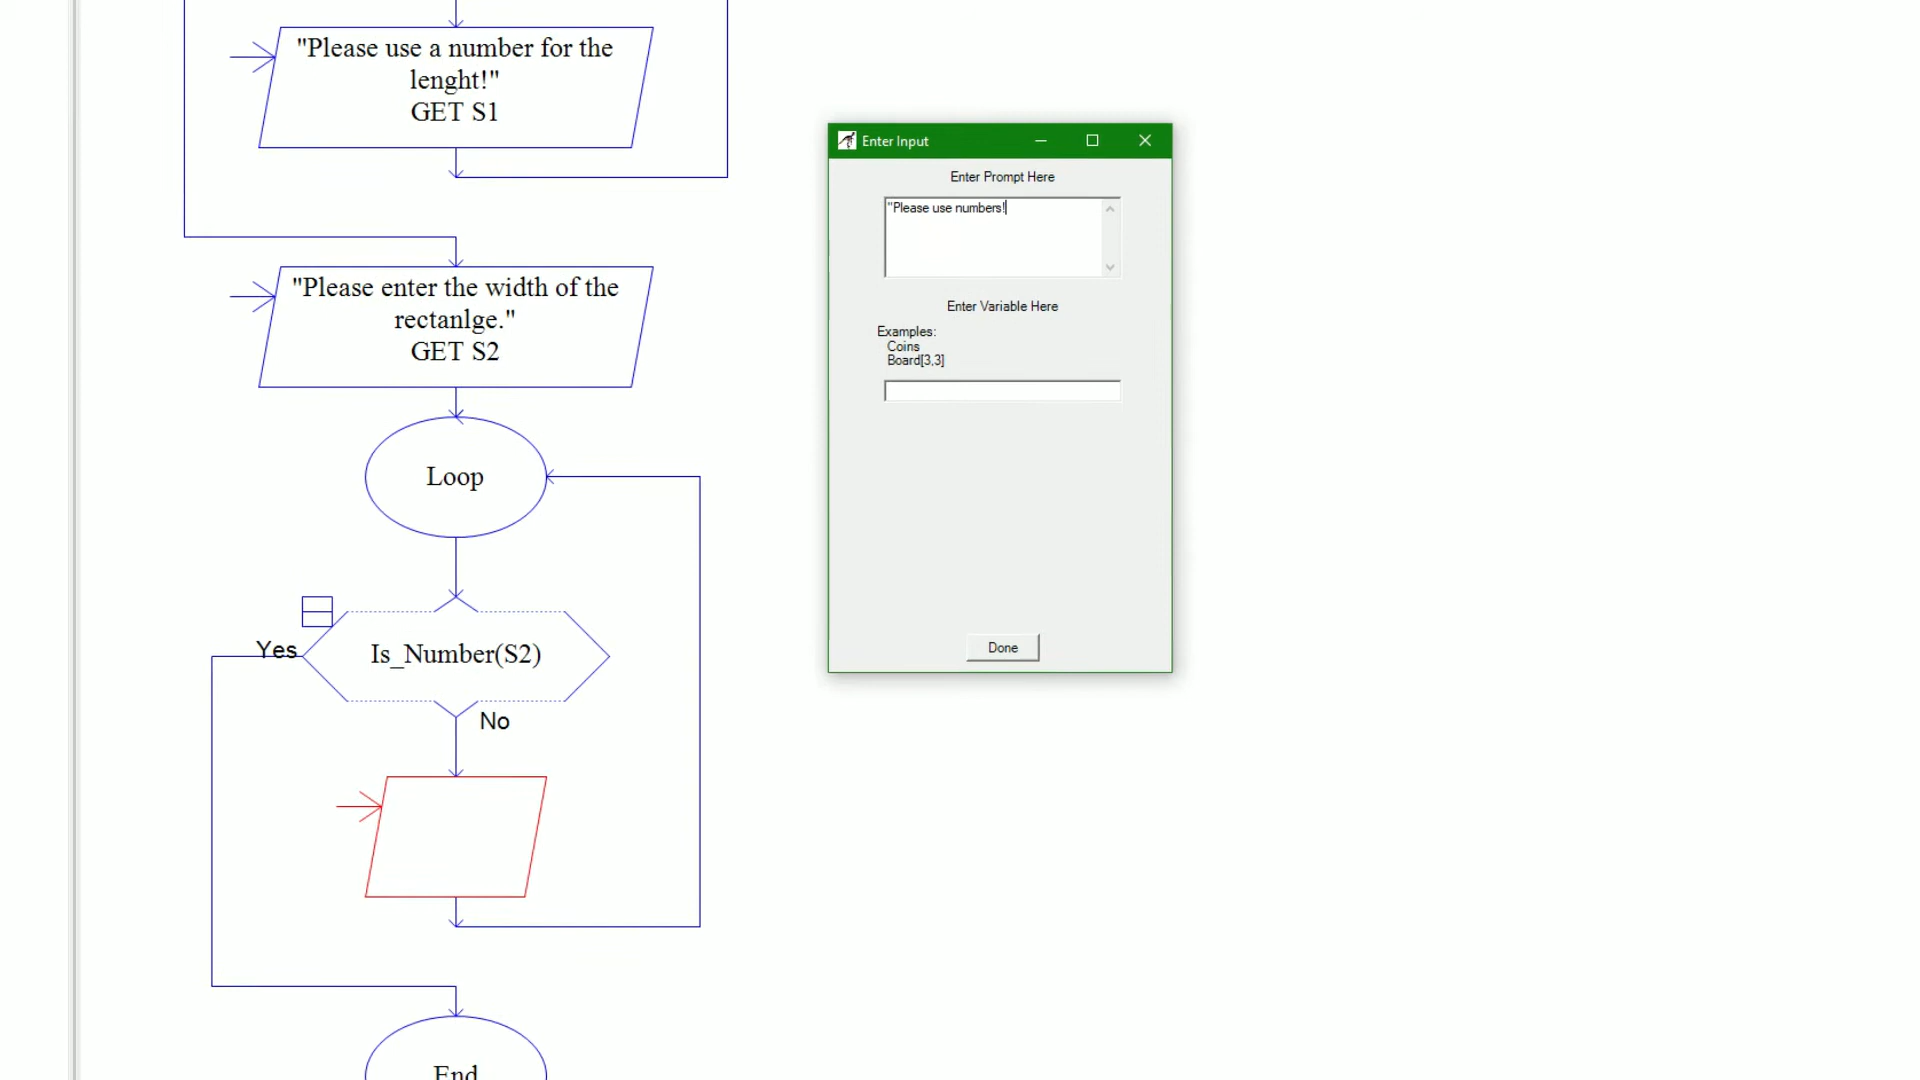 "Please use a number for the
lenght!"
GET S1
"Please enter the width of the
rectanlge."
GET S2
Loop
Yes
Is_Number(S2)
No
End
Enter Input
Enter Prompt Here
"Please use numbers!
Enter Variable Here
Examples:
Coins
Board[3,3]
Done